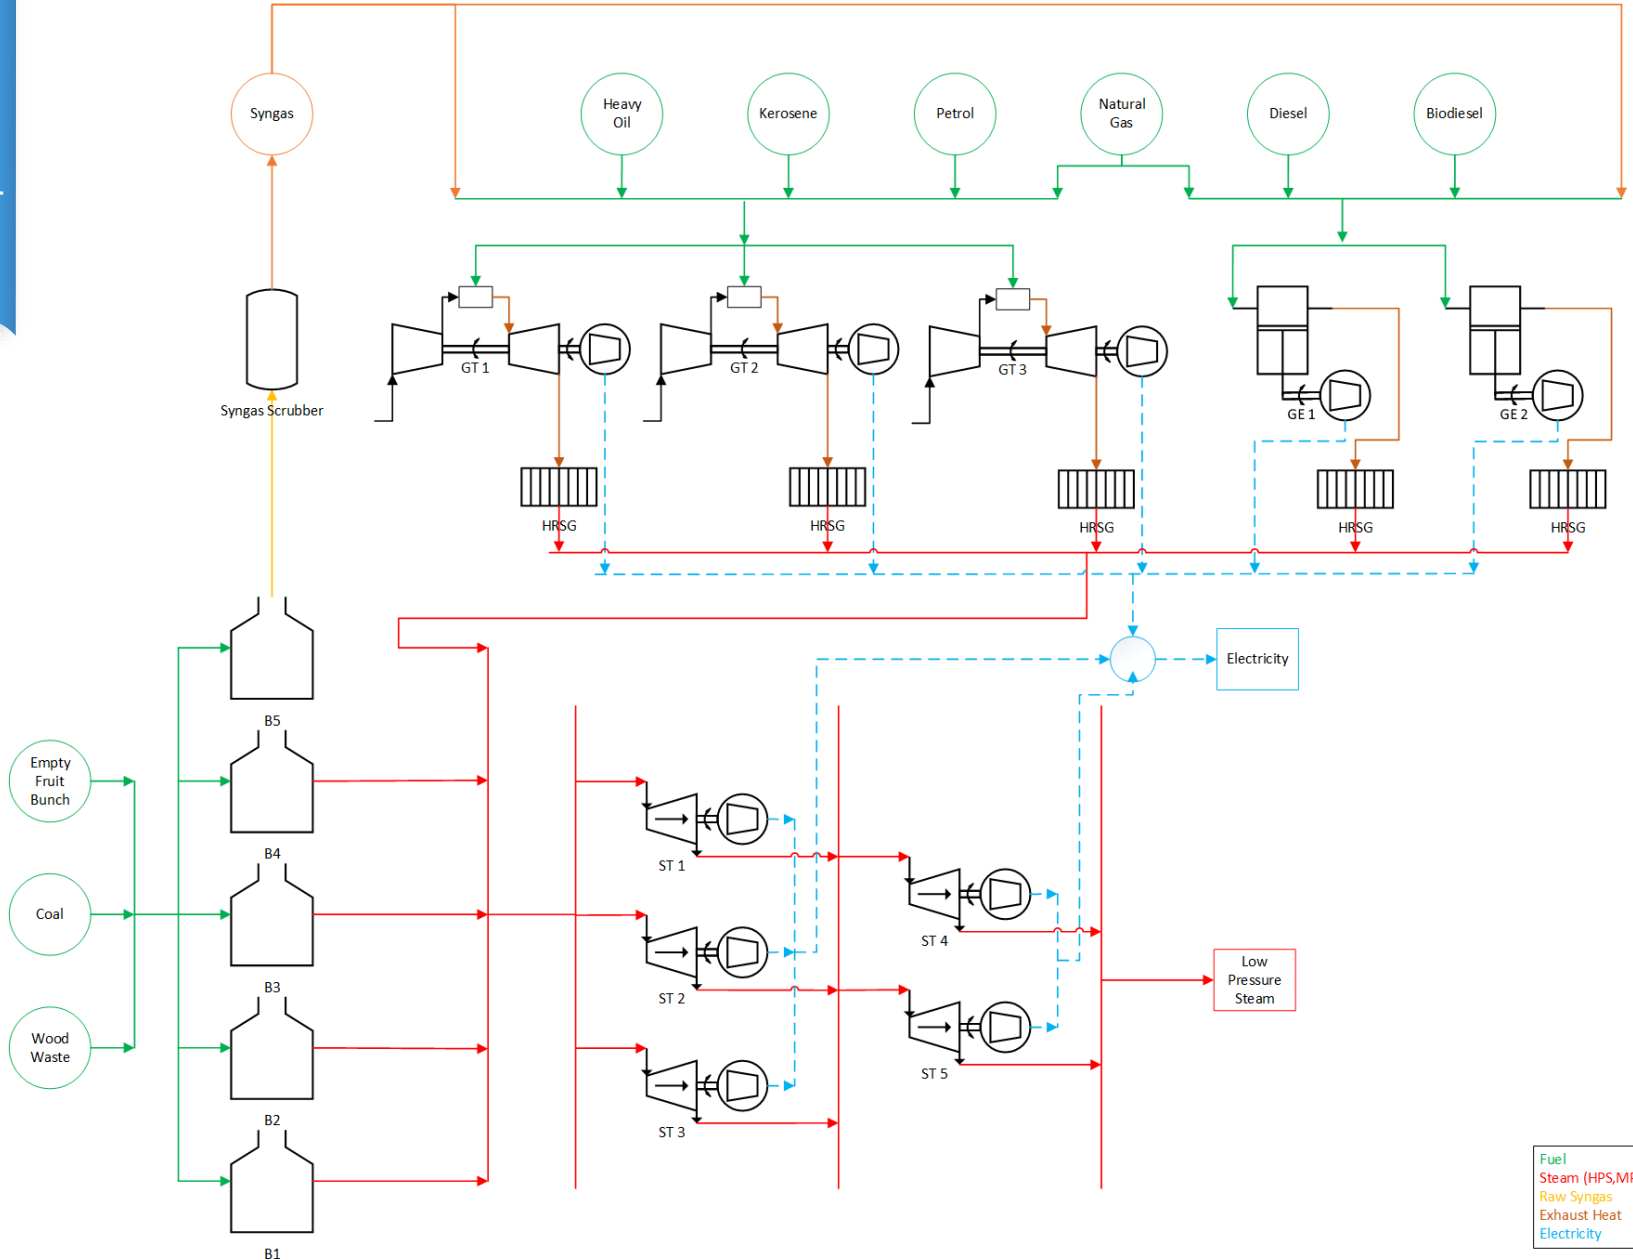 Syngas
Heavy
Oil
Kerosene
Petrol
Natural
Gas
Diesel
Biodiesel
GT 1
GT 2
GT 3
GE 1
GE 2
Syngas Scrubber
HRSG
HRSG
HRSG
HRSG
HRSG
Electricity
B5
Empty
Fruit
Bunch
B4
ST 1
Coal
ST 4
B3
ST 2
Low
Pressure
Steam
Wood
Waste
ST 5
B2
ST 3
B1
Fuel
Steam (HPS,
Raw Syngas
Exhaust Heat
Electricity